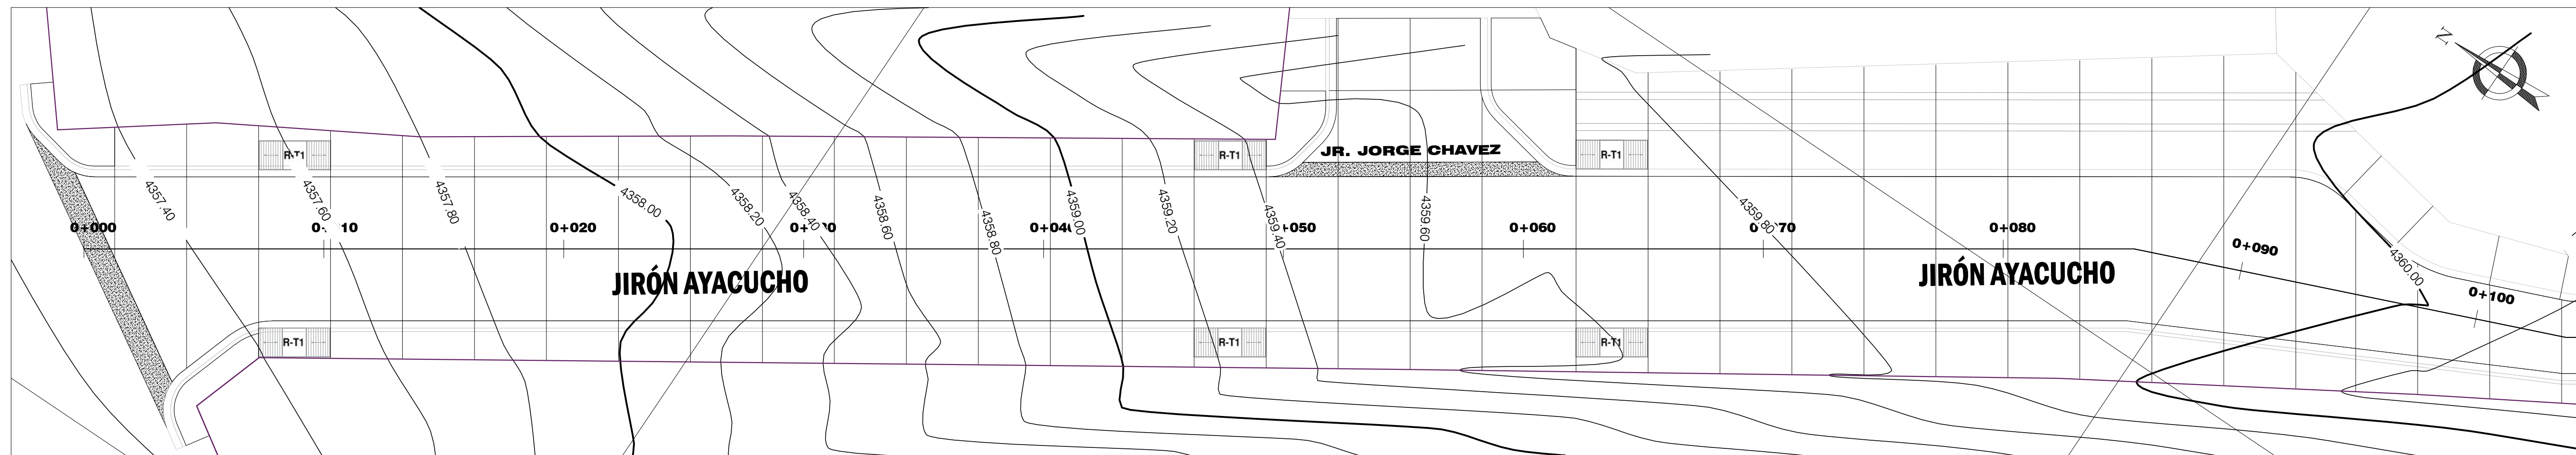 N
R-T1
R-T1
R-T1
JR. JORGE CHAVEZ
4357.40
4357.60
4357.80
4358.00
4358.20
4358.40
4358.60
4358.80
4359.00
4359.20
4359.40
4359.60
4359.80
4360.00
0+000
0+020
0+060
0+080
0+090
0+100
JIRÓN AYACUCHO
JIRÓN AYACUCHO
R-T1
R-T1
R-T1